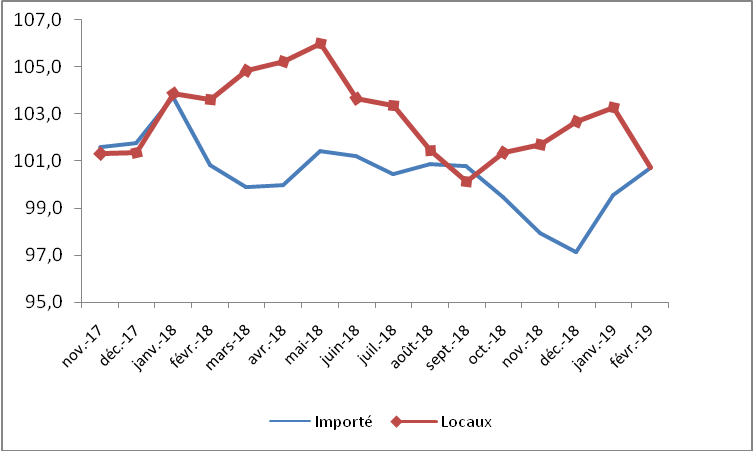 107,0
105,0
103,0
101,0
99,0
97,0
95,0
nov.-17
déc.-17
janv.-18
févr.-18
mars-18
avr.-18
mai-18
juin-18
juil.-18
août-18
sept.-18
oct.-18
nov.-18
déc.-18
janv.-19
févr.-19
Importé
Locaux